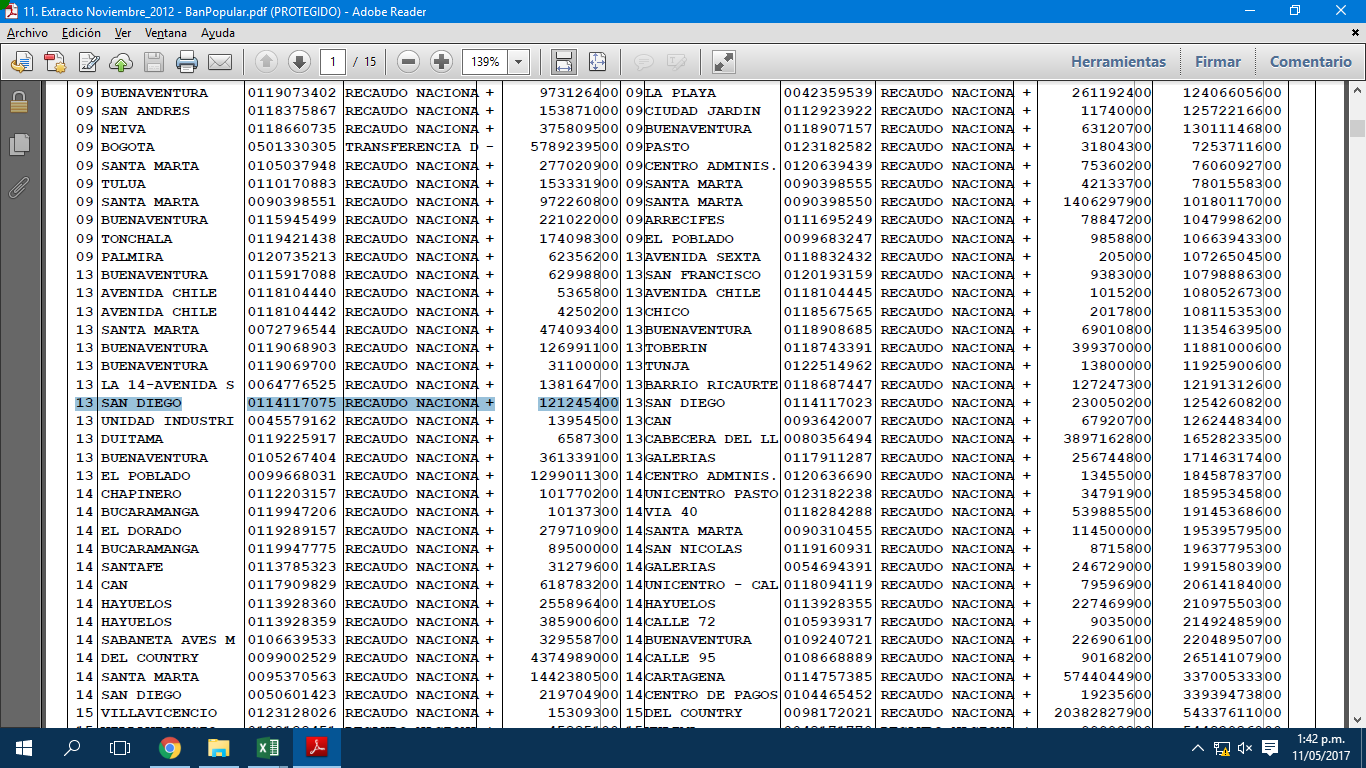 11. Extracto Noviembre_2012 - BanPopular.pdf (PROTEGIDO) - Adobe Reader
Archivo Edición Ver Ventana Ayuda
1 / 15 139% Herramientas Firmar Comentario
09 BUENAVENTURA 0119073402 RECAUDO NACIONA + 973126400 09 LA PLAYA 0042359539 RECAUDO NACIONA + 261192400 12406605600
09 SAN ANDRES 0118375867 RECAUDO NACIONA + 153871000 09 CIUDAD JARDIN 0112923922 RECAUDO NACIONA + 11740000 12572216600
09 NEIVA 0118660735 RECAUDO NACIONA + 375809500 09 BUENAVENTURA 0118907157 RECAUDO NACIONA + 63120700 13011146800
09 BOGOTA 0501330305 TRANSFERENCIA D - 5789239500 09 PASTO 0123182582 RECAUDO NACIONA + 31804300 7253711600
09 SANTA MARTA 0105037948 RECAUDO NACIONA + 277020900 09 CENTRO ADMINIS. 0120639439 RECAUDO NACIONA + 75360200 7606092700
09 TULUA 0110170883 RECAUDO NACIONA + 153331900 09 SANTA MARTA 0090398555 RECAUDO NACIONA + 42133700 7801558300
09 SANTA MARTA 0090398551 RECAUDO NACIONA + 972260800 09 SANTA MARTA 0090398550 RECAUDO NACIONA + 1406297900 10180117000
09 BUENAVENTURA 0115945499 RECAUDO NACIONA + 221022000 09 ARRECIFES 0111695249 RECAUDO NACIONA + 78847200 10479986200
09 TONCHALA 0119421438 RECAUDO NACIONA + 174098300 09 EL POBLADO 0099683247 RECAUDO NACIONA + 9858800 10663943300
09 PALMIRA 0120735213 RECAUDO NACIONA + 62356200 13 AVENIDA SEXTA 0118832432 RECAUDO NACIONA + 205000 10726504500
13 BUENAVENTURA 0115917088 RECAUDO NACIONA + 62998800 13 SAN FRANCISCO 0120193159 RECAUDO NACIONA + 9383000 10798886300
13 AVENIDA CHILE 0118104440 RECAUDO NACIONA + 5365800 13 AVENIDA CHILE 0118104445 RECAUDO NACIONA + 1015200 10805267300
13 AVENIDA CHILE 0118104442 RECAUDO NACIONA + 4250200 13 CHICO 0118567565 RECAUDO NACIONA + 2017800 10811535300
13 SANTA MARTA 0072796544 RECAUDO NACIONA + 474093400 13 BUENAVENTURA 0118908685 RECAUDO NACIONA + 69010800 11354639500
13 BUENAVENTURA 0119068903 RECAUDO NACIONA + 126991100 13 TOBERIN 0118743391 RECAUDO NACIONA + 399370000 11881000600
13 BUENAVENTURA 0119069700 RECAUDO NACIONA + 31100000 13 TUNJA 0122514962 RECAUDO NACIONA + 13800000 11925900600
13 LA 14-AVENIDA S 0064776525 RECAUDO NACIONA + 138164700 13 BARRIO RICAURTE 0118687447 RECAUDO NACIONA + 127247300 12191312600
13 SAN DIEGO 0114117075 RECAUDO NACIONA + 121245400 13 SAN DIEGO 0114117023 RECAUDO NACIONA + 230050200 12542608200
13 UNIDAD INDUSTRI 0045579162 RECAUDO NACIONA + 13954500 13 CAN 0093642007 RECAUDO NACIONA + 67920700 12624483400
13 DUITAMA 0119225917 RECAUDO NACIONA + 6587300 13 CABECERA DEL LL 0080356494 RECAUDO NACIONA + 3897162800 16528233500
13 BUENAVENTURA 0105267404 RECAUDO NACIONA + 361339100 13 GALERIAS 0117911287 RECAUDO NACIONA + 256744800 17146317400
13 EL POBLADO 0099668031 RECAUDO NACIONA + 1299011300 14 CENTRO ADMINIS. 0120636690 RECAUDO NACIONA + 13455000 18458783700
14 CHAPINERO 0112203157 RECAUDO NACIONA + 101770200 14 UNICENTRO PASTO 0123182238 RECAUDO NACIONA + 34791900 18595345800
14 BUCARAMANGA 0119947206 RECAUDO NACIONA + 10137300 14 VIA 40 0118284288 RECAUDO NACIONA + 539885500 19145368600
14 EL DORADO 0119289157 RECAUDO NACIONA + 279710900 14 SANTA MARTA 0090310455 RECAUDO NACIONA + 114500000 19539579500
14 BUCARAMANGA 0119947775 RECAUDO NACIONA + 89500000 14 SAN NICOLAS 0119160931 RECAUDO NACIONA + 8715800 19637795300
14 SANTAFE 0113785323 RECAUDO NACIONA + 31279600 14 GALERIAS 0054694391 RECAUDO NACIONA + 246729000 19915803900
14 CAN 0117909829 RECAUDO NACIONA + 618783200 14 UNICENTRO - CAL 0118094119 RECAUDO NACIONA + 79596900 20614184000
14 HAYUELOS 0113928360 RECAUDO NACIONA + 255896400 14 HAYUELOS 0113928355 RECAUDO NACIONA + 227469900 21097550300
14 HAYUELOS 0113928359 RECAUDO NACIONA + 385900600 14 CALLE 72 0105939317 RECAUDO NACIONA + 9035000 21492485900
14 SABANETA AVES M 0106639533 RECAUDO NACIONA + 329558700 14 BUENAVENTURA 0109240721 RECAUDO NACIONA + 226906100 22048950700
14 DEL COUNTRY 0099002529 RECAUDO NACIONA + 4374989000 14 CALLE 95 0108668889 RECAUDO NACIONA + 90168200 26514107900
14 SANTA MARTA 0095370563 RECAUDO NACIONA + 1442380500 14 CARTAGENA 0114757385 RECAUDO NACIONA + 5744044900 33700533300
14 SAN DIEGO 0050601423 RECAUDO NACIONA + 219704900 14 CENTRO DE PAGOS 0104465452 RECAUDO NACIONA + 19235600 33939473800
15 VILLAVICENCIO 0123128026 RECAUDO NACIONA + 15309300 15 DEL COUNTRY 0098172021 RECAUDO NACIONA + 20382827900 54337611000
1:42 p.m.
11/05/2017